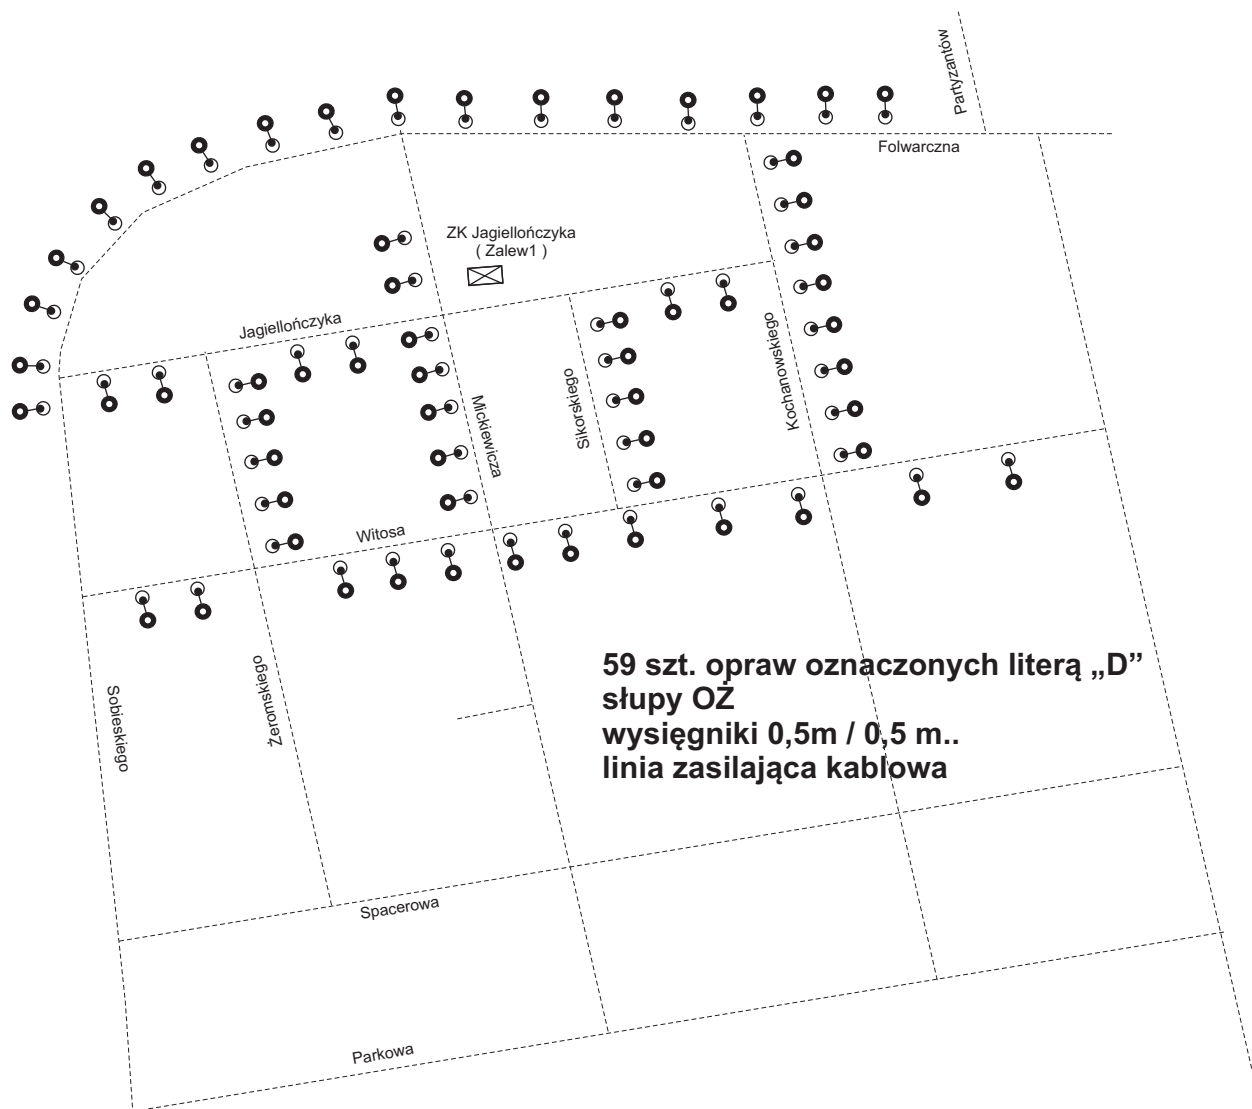 Partyzantów
Folwarczna
ZK Jagiellończyka
( Zalew1 )
Jagiellończyka
Sikorskiego
Kochanowskiego
Mickiewicza
Witosa
Sobieskiego
Żeromskiego
59 szt. opraw oznaczonych literą „D”
słupy OŻ
wysięgniki 0,5m / 0,5 m..
linia zasilająca kablowa
Spacerowa
Parkowa